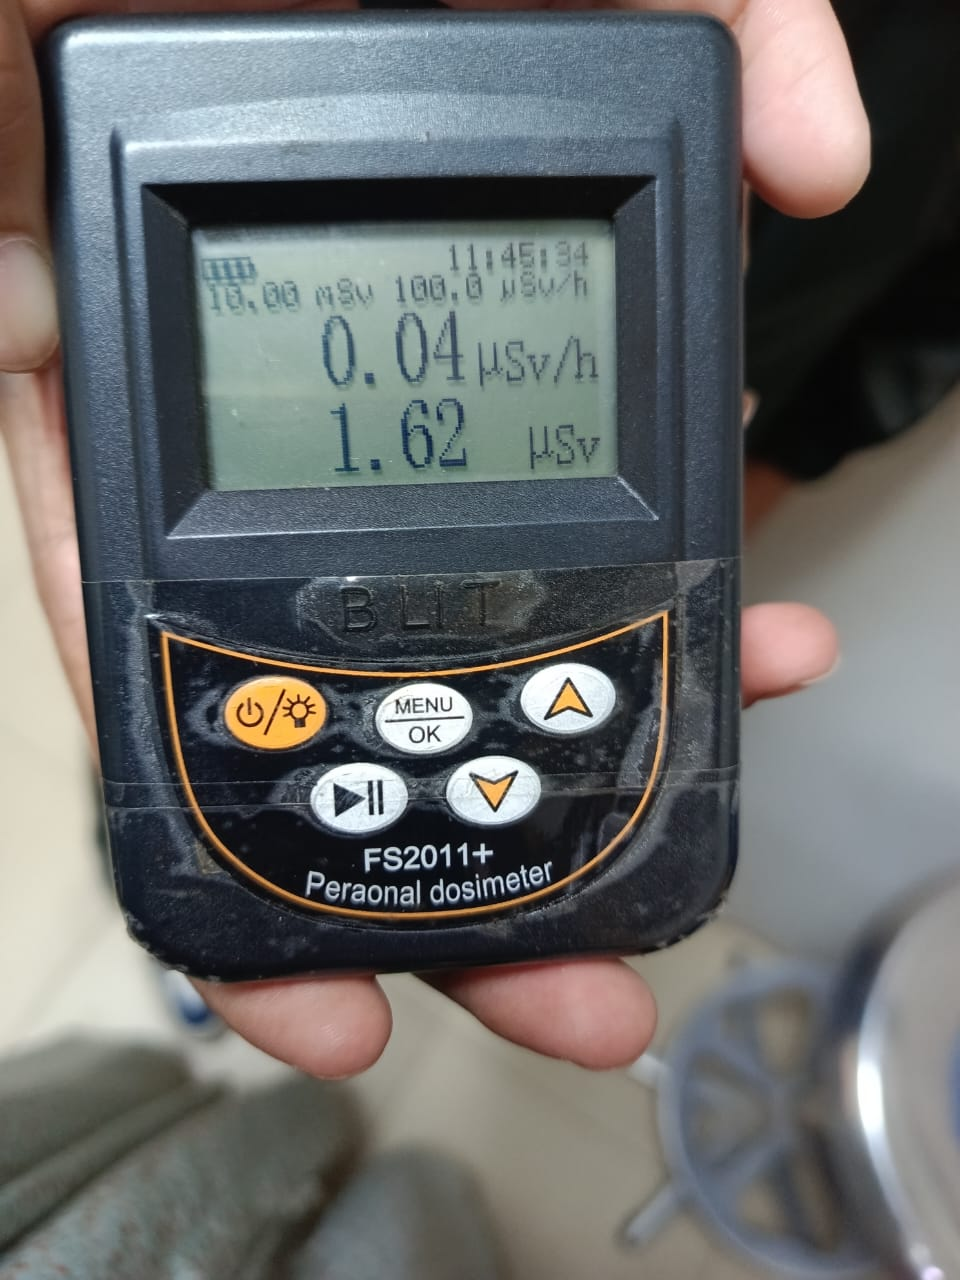 11:45:34
10.00 mSv 100.0 µSv/h
0.04 µSv/h
1.62 µSv
BLIT
MENU
OK
FS2011+
Peraonal dosimeter